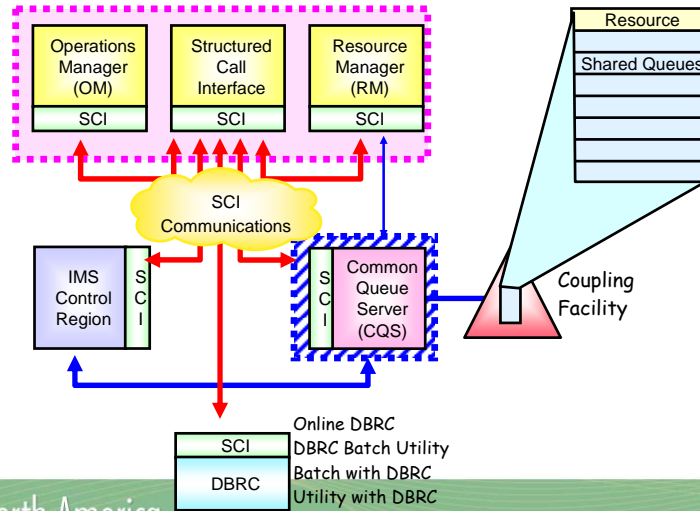 Operations
Manager
(OM)
SCI
Structured
Call
Interface
SCI
Resource
Manager
(RM)
SCI
Resource
Shared Queues
SCI
Communications
IMS
Control
Region
S
C
I
S
C
I
Common
Queue
Server
(CQS)
Coupling
Facility
SCI
DBRC
Online DBRC
DBRC Batch Utility
Batch with DBRC
Utility with DBRC
America